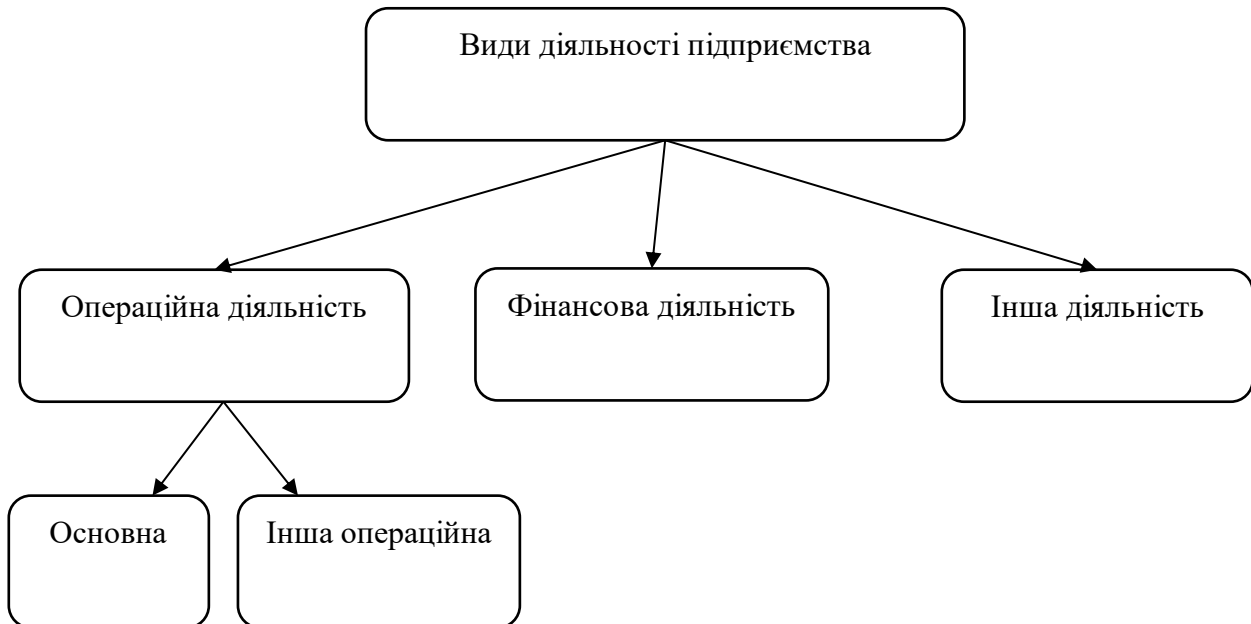 Види діяльності підприємства
Операційна діяльність
Фінансова діяльність
Інша діяльність
Основна
Інша операційна